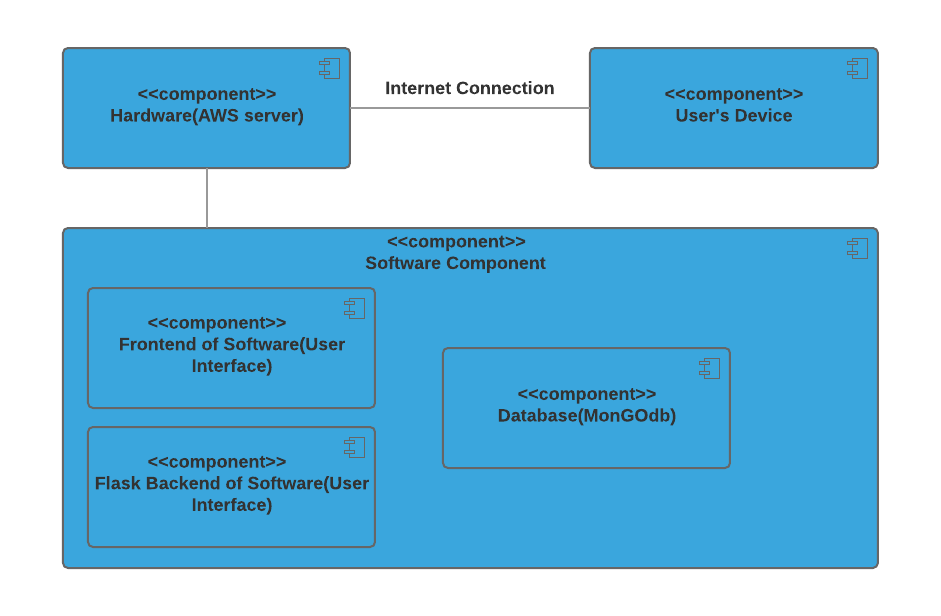 <<component>>
Hardware(AWS server)
Internet Connection
<<component>>
User's Device
<<component>>
Software Component
<<component>>
Frontend of Software(User
Interface)
<<component>>
Database(MonGOdb)
<<component>>
Flask Backend of Software(User
Interface)